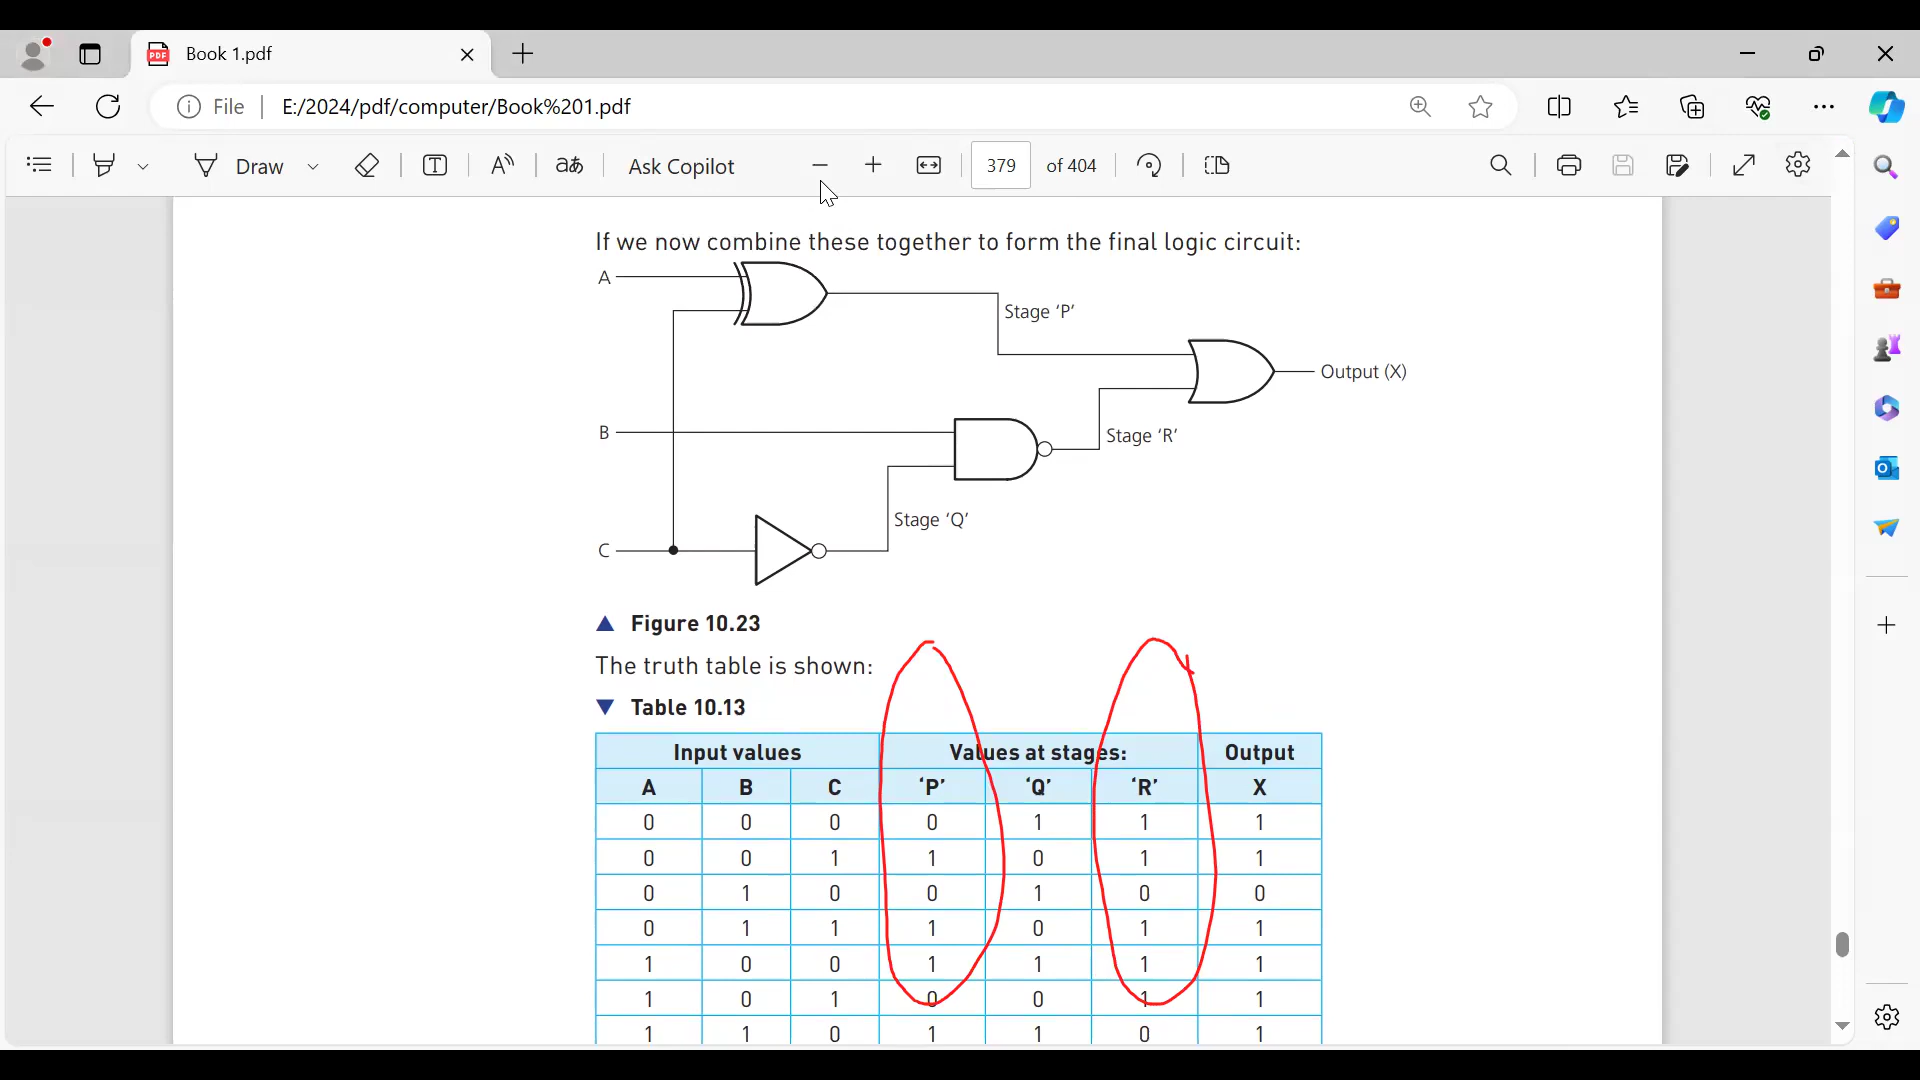 Book 1.pdf
File
E:/2024/pdf/computer/Book%201.pdf
Draw
Ask Copilot
379
of 404
If we now combine these together to form the final logic circuit:
A
Stage ‘P’
Output (X)
B
Stage ‘R’
Stage ‘Q’
C
▲ Figure 10.23
The truth table is shown:
▼ Table 10.13
Input values Values at stages: Output
A B C ‘P’ ‘Q’ ‘R’ X
0 0 0 0 1 1 1
0 0 1 1 0 1 1
0 1 0 0 1 0 0
0 1 1 1 0 1 1
1 0 0 1 1 1 1
1 0 1 0 0 1 1
1 1 0 1 1 0 1